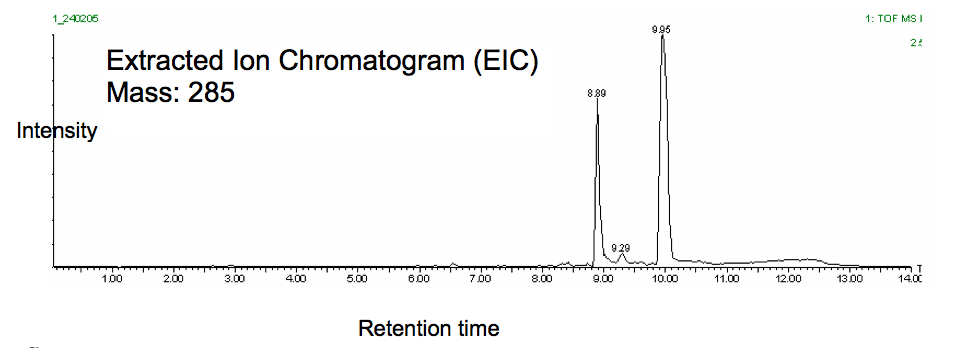 1_240205
1: TOF MS
Extracted Ion Chromatogram (EIC)
Mass: 285
Intensity
9.95
8.89
9.29
1.00 2.00 3.00 4.00 5.00 6.00 7.00 8.00 9.00 10.00 11.00 12.00 13.00
Retention time